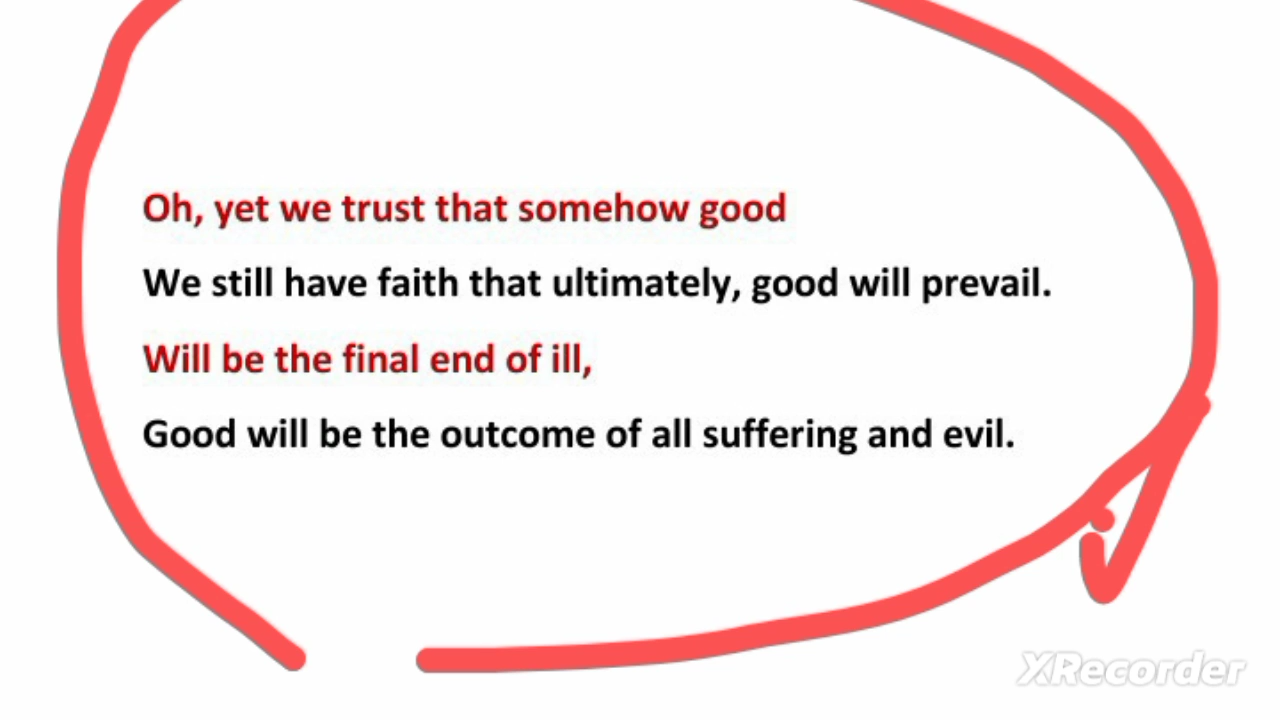 Oh, yet we trust that somehow good
We still have faith that ultimately, good will prevail.
Will be the final end of ill,
Good will be the outcome of all suffering and evil.
XRecorder